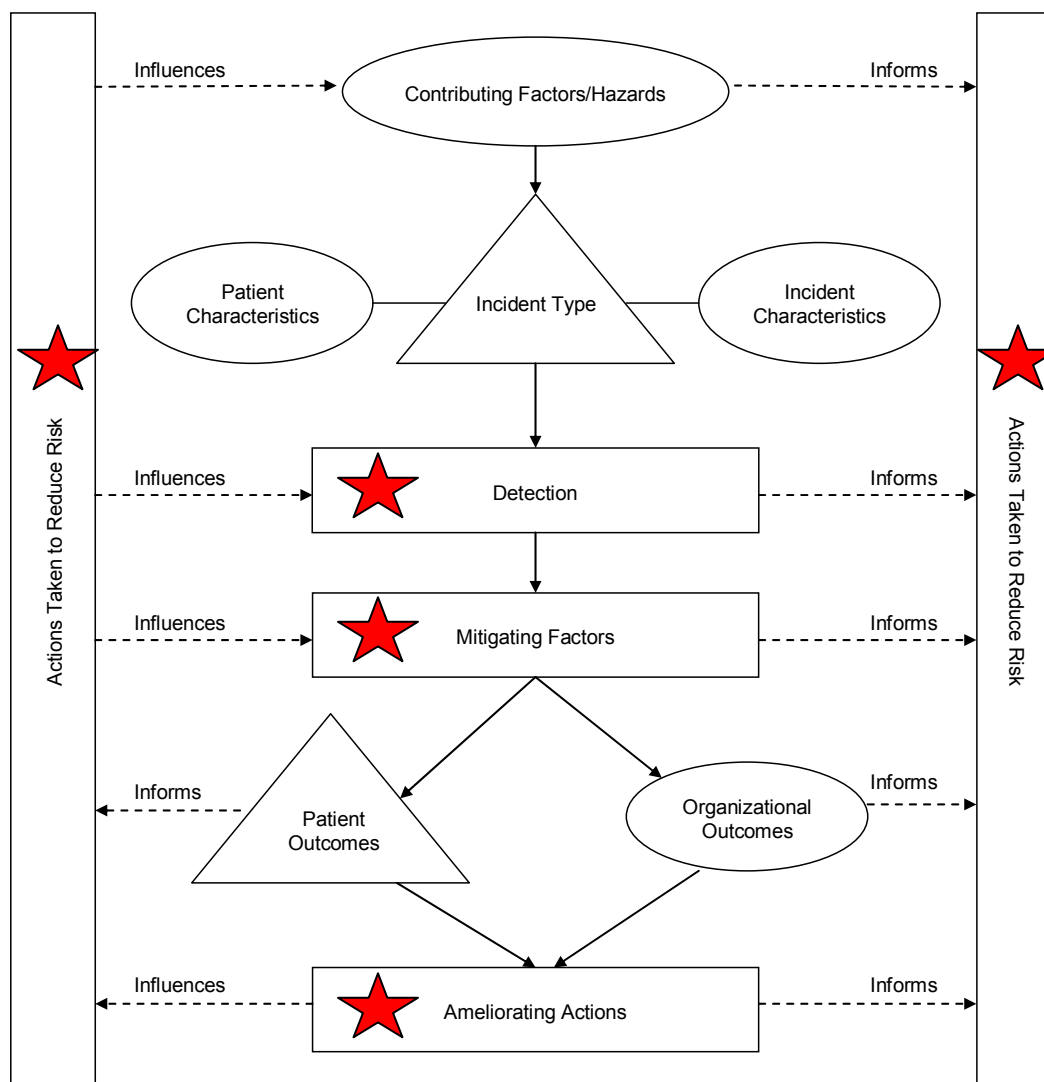 Influences
Informs
Contributing Factors/Hazards
Patient
Characteristics
Incident Type
Incident
Characteristics
Actions Taken to Reduce Risk
Actions Taken to Reduce Risk
Influences
Detection
Informs
Influences
Mitigating Factors
Informs
Informs
Patient
Outcomes
Organizational
Outcomes
Informs
Influences
Ameliorating Actions
Informs